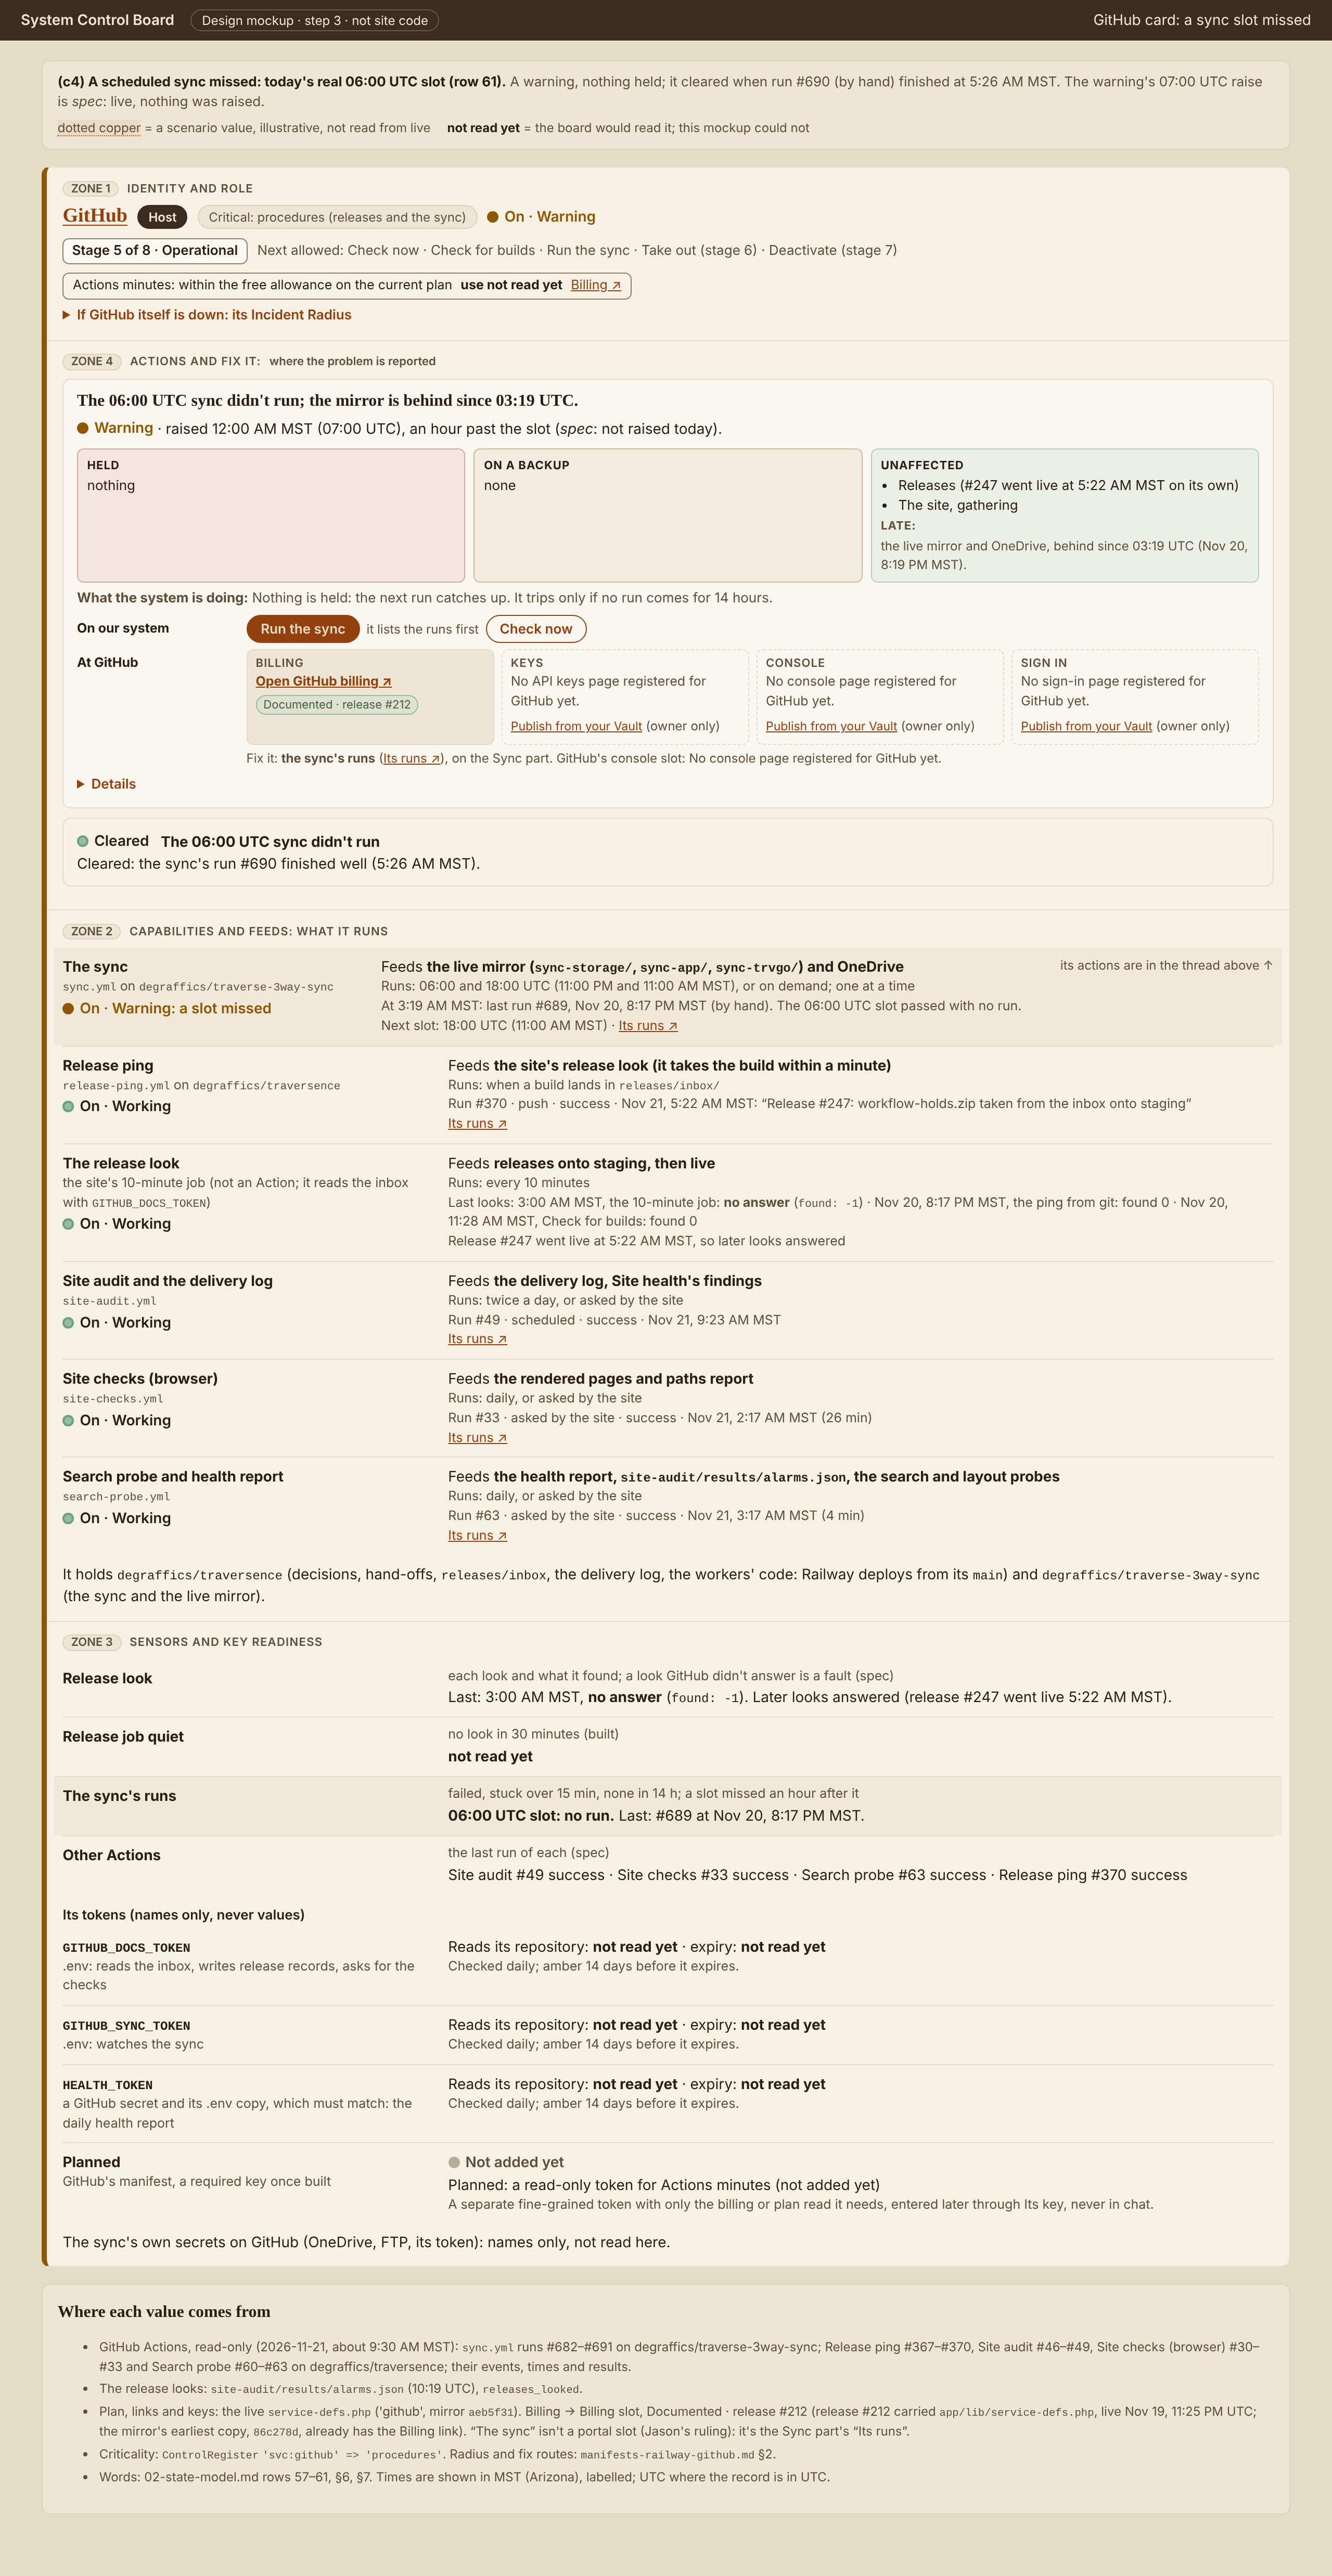 System Control Board
Design mockup · step 3 · not site code
GitHub card: a sync slot missed
(c4) A scheduled sync missed: today's real 06:00 UTC slot (row 61). A warning, nothing held; it cleared when run #690 (by hand) finished at 5:26 AM MST. The warning's 07:00 UTC raise
is spec: live, nothing was raised.
dotted copper = a scenario value, illustrative, not read from live not read yet = the board would read it; this mockup could not
ZONE 1 IDENTITY AND ROLE
GitHub Host Critical: procedures (releases and the sync) On · Warning
Stage 5 of 8 · Operational Next allowed: Check now · Check for builds · Run the sync · Take out (stage 6) · Deactivate (stage 7)
Actions minutes: within the free allowance on the current plan use not read yet Billing ↗
▶ If GitHub itself is down: its Incident Radius
ZONE 4 ACTIONS AND FIX IT: where the problem is reported
The 06:00 UTC sync didn't run; the mirror is behind since 03:19 UTC.
Warning · raised 12:00 AM MST (07:00 UTC), an hour past the slot (spec: not raised today).
HELD
nothing
ON A BACKUP
none
UNAFFECTED
• Releases (#247 went live at 5:22 AM MST on its own)
• The site, gathering
LATE:
the live mirror and OneDrive, behind since 03:19 UTC (Nov 20,
8:19 PM MST).
What the system is doing: Nothing is held: the next run catches up. It trips only if no run comes for 14 hours.
On our system Run the sync it lists the runs first Check now
At GitHub
BILLING
Open GitHub billing ↗
Documented · release #212
KEYS
No API keys page registered for
GitHub yet.
Publish from your Vault (owner only)
CONSOLE
No console page registered for
GitHub yet.
Publish from your Vault (owner only)
SIGN IN
No sign-in page registered for
GitHub yet.
Publish from your Vault (owner only)
Fix it: the sync's runs (Its runs ↗), on the Sync part. GitHub's console slot: No console page registered for GitHub yet.
▶ Details
Cleared The 06:00 UTC sync didn't run
Cleared: the sync's run #690 finished well (5:26 AM MST).
ZONE 2 CAPABILITIES AND FEEDS: WHAT IT RUNS
The sync
sync.yml on degraffics/traverse-3way-sync
On · Warning: a slot missed
Feeds the live mirror (sync-storage/, sync-app/, sync-trvgo/) and OneDrive
Runs: 06:00 and 18:00 UTC (11:00 PM and 11:00 AM MST), or on demand; one at a time
At 3:19 AM MST: last run #689, Nov 20, 8:17 PM MST (by hand). The 06:00 UTC slot passed with no run.
Next slot: 18:00 UTC (11:00 AM MST) · Its runs ↗
its actions are in the thread above ↑
Release ping
release-ping.yml on degraffics/traversence
On · Working
Feeds the site's release look (it takes the build within a minute)
Runs: when a build lands in releases/inbox/
Run #370 · push · success · Nov 21, 5:22 AM MST: “Release #247: workflow-holds.zip taken from the inbox onto staging”
Its runs ↗
The release look
the site's 10-minute job (not an Action; it reads the inbox
with GITHUB_DOCS_TOKEN)
On · Working
Feeds releases onto staging, then live
Runs: every 10 minutes
Last looks: 3:00 AM MST, the 10-minute job: no answer (found: -1) · Nov 20, 8:17 PM MST, the ping from git: found 0 · Nov 20,
11:28 AM MST, Check for builds: found 0
Release #247 went live at 5:22 AM MST, so later looks answered
Site audit and the delivery log
site-audit.yml
On · Working
Feeds the delivery log, Site health's findings
Runs: twice a day, or asked by the site
Run #49 · scheduled · success · Nov 21, 9:23 AM MST
Its runs ↗
Site checks (browser)
site-checks.yml
On · Working
Feeds the rendered pages and paths report
Runs: daily, or asked by the site
Run #33 · asked by the site · success · Nov 21, 2:17 AM MST (26 min)
Its runs ↗
Search probe and health report
search-probe.yml
On · Working
Feeds the health report, site-audit/results/alarms.json, the search and layout probes
Runs: daily, or asked by the site
Run #63 · asked by the site · success · Nov 21, 3:17 AM MST (4 min)
Its runs ↗
It holds degraffics/traversence (decisions, hand-offs, releases/inbox, the delivery log, the workers' code: Railway deploys from its main) and degraffics/traverse-3way-sync
(the sync and the live mirror).
ZONE 3 SENSORS AND KEY READINESS
Release look
each look and what it found; a look GitHub didn't answer is a fault (spec)
Last: 3:00 AM MST, no answer (found: -1). Later looks answered (release #247 went live 5:22 AM MST).
Release job quiet
no look in 30 minutes (built)
not read yet
The sync's runs
failed, stuck over 15 min, none in 14 h; a slot missed an hour after it
06:00 UTC slot: no run. Last: #689 at Nov 20, 8:17 PM MST.
Other Actions
the last run of each (spec)
Site audit #49 success · Site checks #33 success · Search probe #63 success · Release ping #370 success
Its tokens (names only, never values)
GITHUB_DOCS_TOKEN
.env: reads the inbox, writes release records, asks for the
checks
Reads its repository: not read yet · expiry: not read yet
Checked daily; amber 14 days before it expires.
GITHUB_SYNC_TOKEN
.env: watches the sync
Reads its repository: not read yet · expiry: not read yet
Checked daily; amber 14 days before it expires.
HEALTH_TOKEN
a GitHub secret and its .env copy, which must match: the
daily health report
Reads its repository: not read yet · expiry: not read yet
Checked daily; amber 14 days before it expires.
Planned
GitHub's manifest, a required key once built
Not added yet
Planned: a read-only token for Actions minutes (not added yet)
A separate fine-grained token with only the billing or plan read it needs, entered later through Its key, never in chat.
The sync's own secrets on GitHub (OneDrive, FTP, its token): names only, not read here.
Where each value comes from
• GitHub Actions, read-only (2026-11-21, about 9:30 AM MST): sync.yml runs #682–#691 on degraffics/traverse-3way-sync; Release ping #367–#370, Site audit #46–#49, Site checks (browser) #30–
#33 and Search probe #60–#63 on degraffics/traversence; their events, times and results.
• The release looks: site-audit/results/alarms.json (10:19 UTC), releases_looked.
• Plan, links and keys: the live service-defs.php ('github', mirror aeb5f31). Billing → Billing slot, Documented · release #212 (release #212 carried app/lib/service-defs.php, live Nov 19, 11:25 PM UTC;
the mirror's earliest copy, 86c278d, already has the Billing link). “The sync” isn't a portal slot (Jason's ruling): it's the Sync part's “Its runs”.
• Criticality: ControlRegister 'svc:github' => 'procedures'. Radius and fix routes: manifests-railway-github.md §2.
• Words: 02-state-model.md rows 57–61, §6, §7. Times are shown in MST (Arizona), labelled; UTC where the record is in UTC.